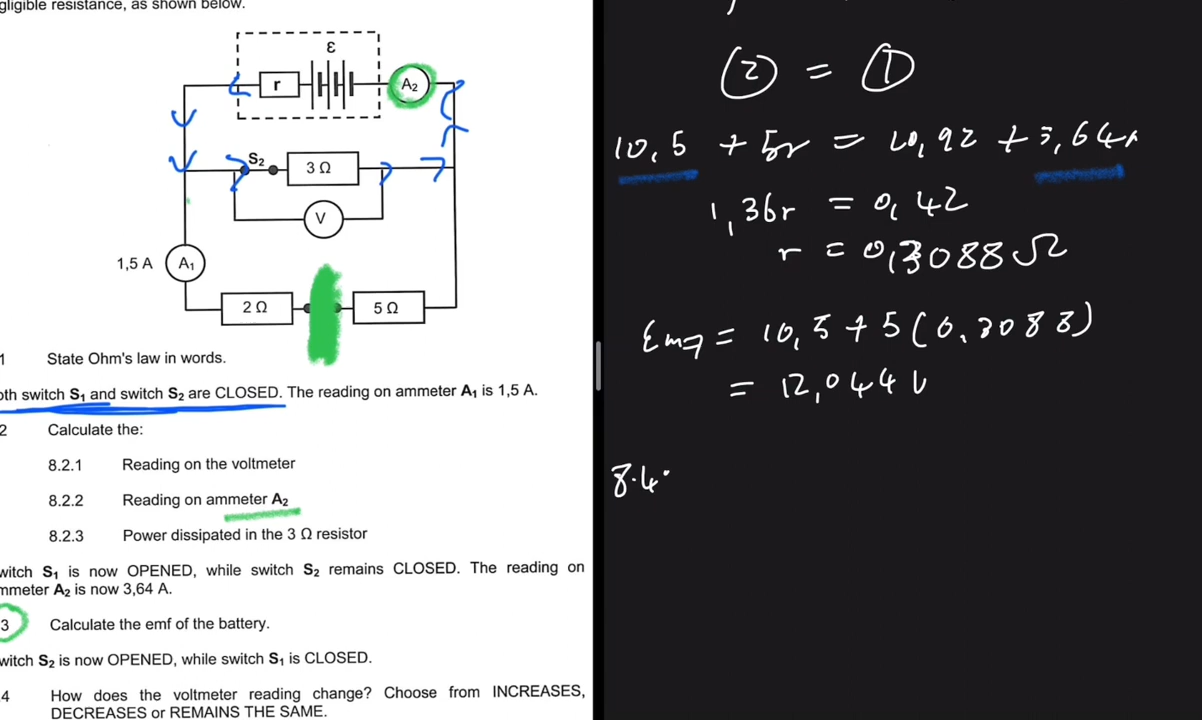 gligible resistance, as shown below.
ε
r
A2
S2
3 Ω
V
1,5 A
A1
2 Ω
5 Ω
1 State Ohm's law in words.
oth switch S1 and switch S2 are CLOSED. The reading on ammeter A1 is 1,5 A.
2 Calculate the:
8.2.1 Reading on the voltmeter
8.2.2 Reading on ammeter A2
8.2.3 Power dissipated in the 3 Ω resistor
witch S1 is now OPENED, while switch S2 remains CLOSED. The reading on
mmeter A2 is now 3,64 A.
3 Calculate the emf of the battery.
witch S2 is now OPENED, while switch S1 is CLOSED.
4 How does the voltmeter reading change? Choose from INCREASES,
DECREASES or REMAINS THE SAME.
② = ①
10,5 + 5r = 10,92 + 3,64r
1,36r = 0,42
r = 0,3088 Ω
Emf = 10,5 + 5(0,3088)
= 12,044 V
8.4.